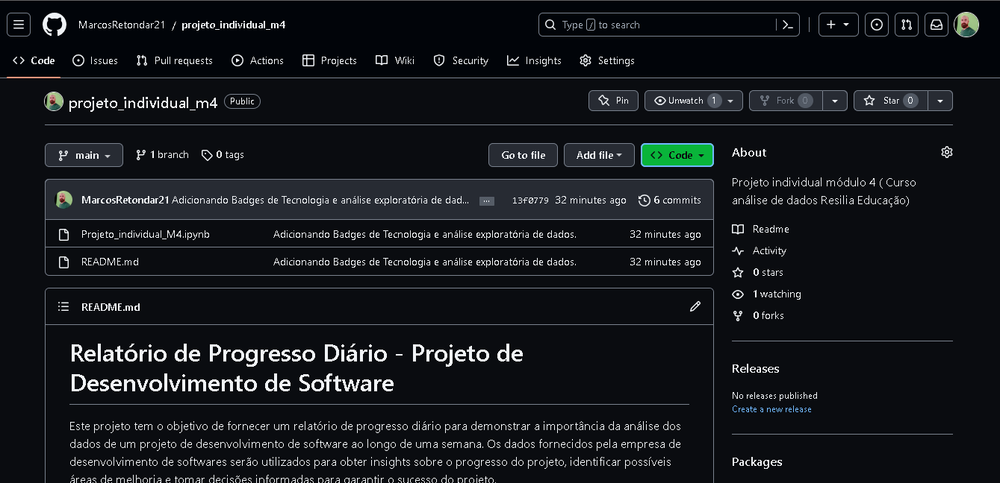 MarcosRetondar21 / projeto_individual_m4
Type / to search
Code Issues Pull requests Actions Projects Wiki Security Insights Settings
projeto_individual_m4 Public
Pin Unwatch 1 Fork 0 Star 0
main 1 branch 0 tags Go to file Add file Code
MarcosRetondar21 Adicionando Badges de Tecnologia e análise exploratória de dad... ... 13f0779 32 minutes ago 6 commits
Projeto_individual_M4.ipynb Adicionando Badges de Tecnologia e análise exploratória de dados. 32 minutes ago
README.md Adicionando Badges de Tecnologia e análise exploratória de dados. 32 minutes ago
README.md
Relatório de Progresso Diário - Projeto de
Desenvolvimento de Software
Este projeto tem o objetivo de fornecer um relatório de progresso diário para demonstrar a importância da análise dos
dados de um projeto de desenvolvimento de software ao longo de uma semana. Os dados fornecidos pela empresa de
desenvolvimento de softwares serão utilizados para obter insights sobre o progresso do projeto, identificar possíveis
áreas de melhoria e tomar decisões informadas para garantir o sucesso do projeto.
About
Projeto individual módulo 4 ( Curso
análise de dados Resilia Educação)
Readme
Activity
0 stars
1 watching
0 forks
Releases
No releases published
Create a new release
Packages